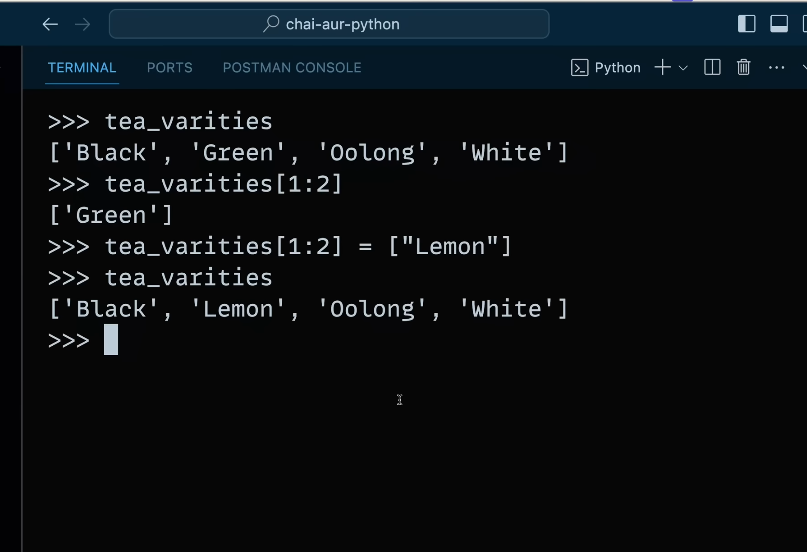 chai-aur-python
TERMINAL PORTS POSTMAN CONSOLE Python
>>> tea_varities
['Black', 'Green', 'Oolong', 'White']
>>> tea_varities[1:2]
['Green']
>>> tea_varities[1:2] = ["Lemon"]
>>> tea_varities
['Black', 'Lemon', 'Oolong', 'White']
>>>